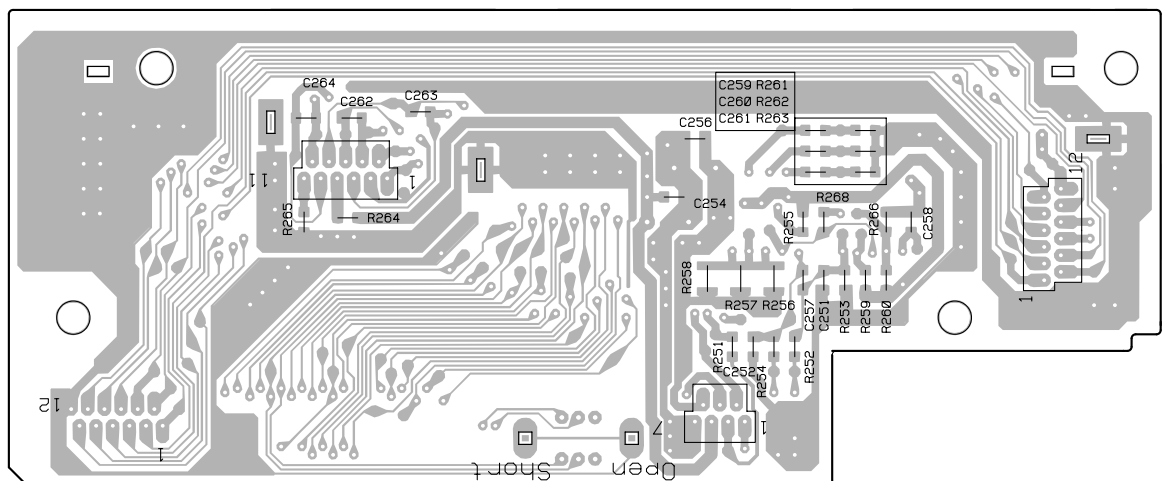 C264
C262
C263
C259 R261
C260 R262
C261 R263
C256
12
11
1
R265
R264
C254
R268
R255
R266
C258
R258
R257 R256
C257
C251
R253
R259
R260
1
R251
C252
R254
R252
12
1
7
1
Short
Open